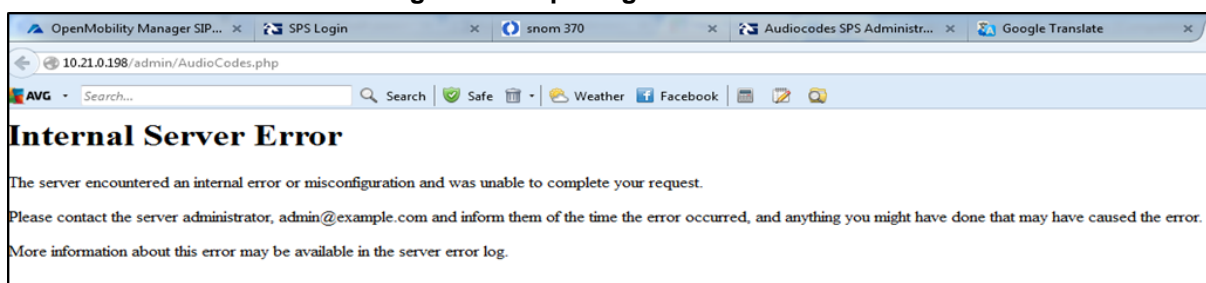 OpenMobility Manager SIP... × SPS Login × snom 370 × Audiocodes SPS Administr... × Google Translate ×
10.21.0.198/admin/AudioCodes.php
AVG Search... Search Safe Weather Facebook
Internal Server Error
The server encountered an internal error or misconfiguration and was unable to complete your request.
Please contact the server administrator, admin@example.com and inform them of the time the error occurred, and anything you might have done that may have caused the error.
More information about this error may be available in the server error log.